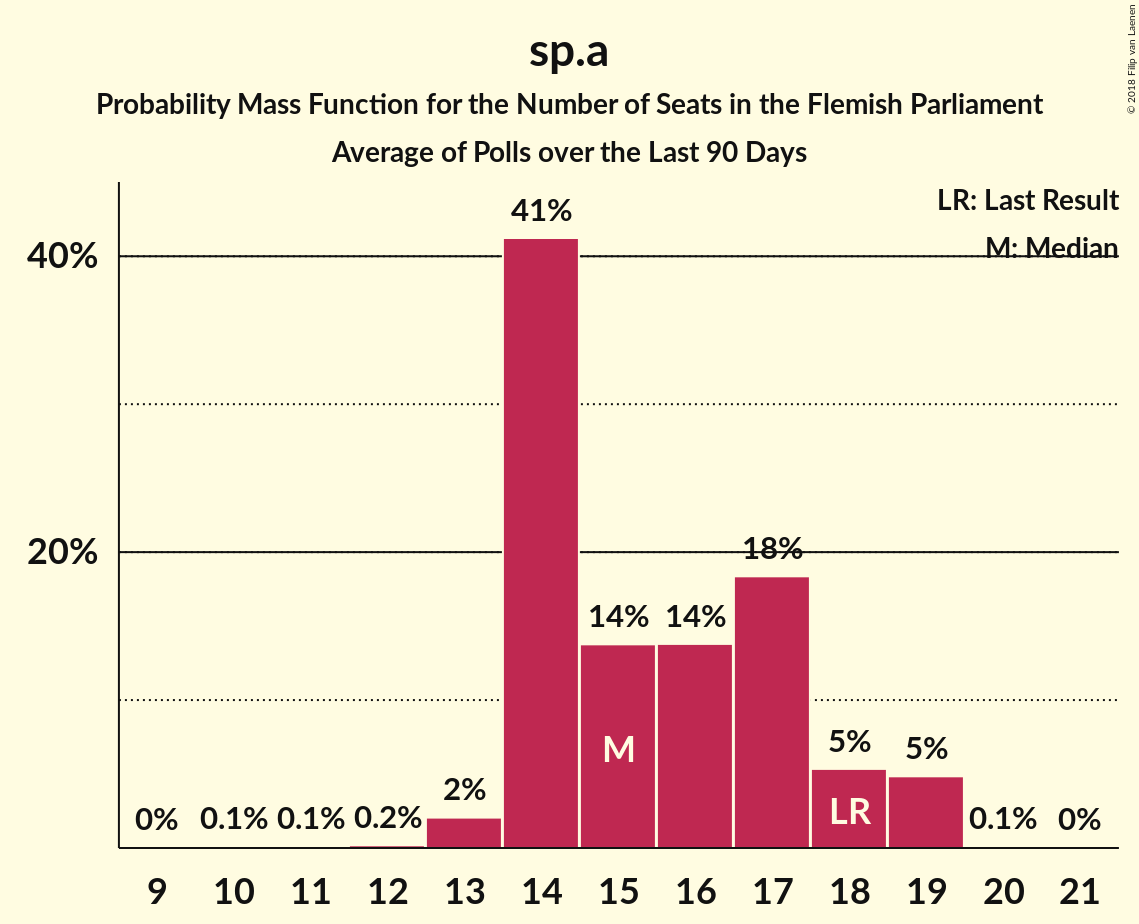 sp.a
Probability Mass Function for the Number of Seats in the Flemish Parliament
Average of Polls over the Last 90 Days
© 2018 Filip van Laenen
LR: Last Result
M: Median
40%
20%
0% 0.1% 0.1% 0.2% 2% 41% 14% 14% 18% 5% 5% 0.1% 0%
M
LR
9 10 11 12 13 14 15 16 17 18 19 20 21